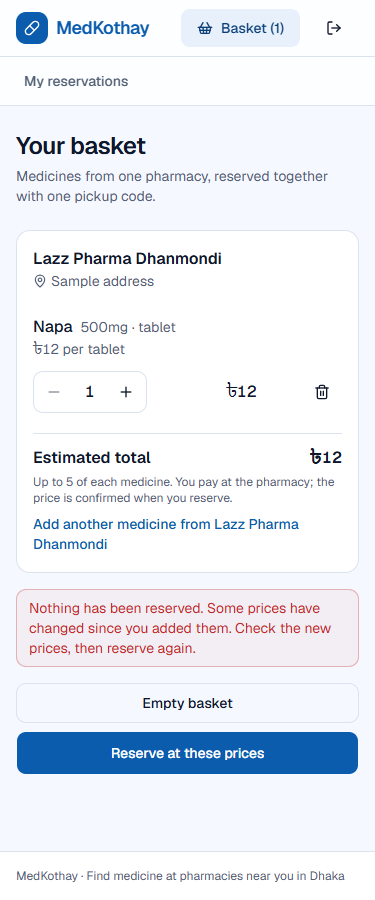 MedKothay
Basket (1)
My reservations
Your basket
Medicines from one pharmacy, reserved together
with one pickup code.
Lazz Pharma Dhanmondi
Sample address
Napa 500mg · tablet
৳12 per tablet
1
৳12
Estimated total ৳12
Up to 5 of each medicine. You pay at the pharmacy; the
price is confirmed when you reserve.
Add another medicine from Lazz Pharma
Dhanmondi
Nothing has been reserved. Some prices have
changed since you added them. Check the new
prices, then reserve again.
Empty basket
Reserve at these prices
MedKothay · Find medicine at pharmacies near you in Dhaka